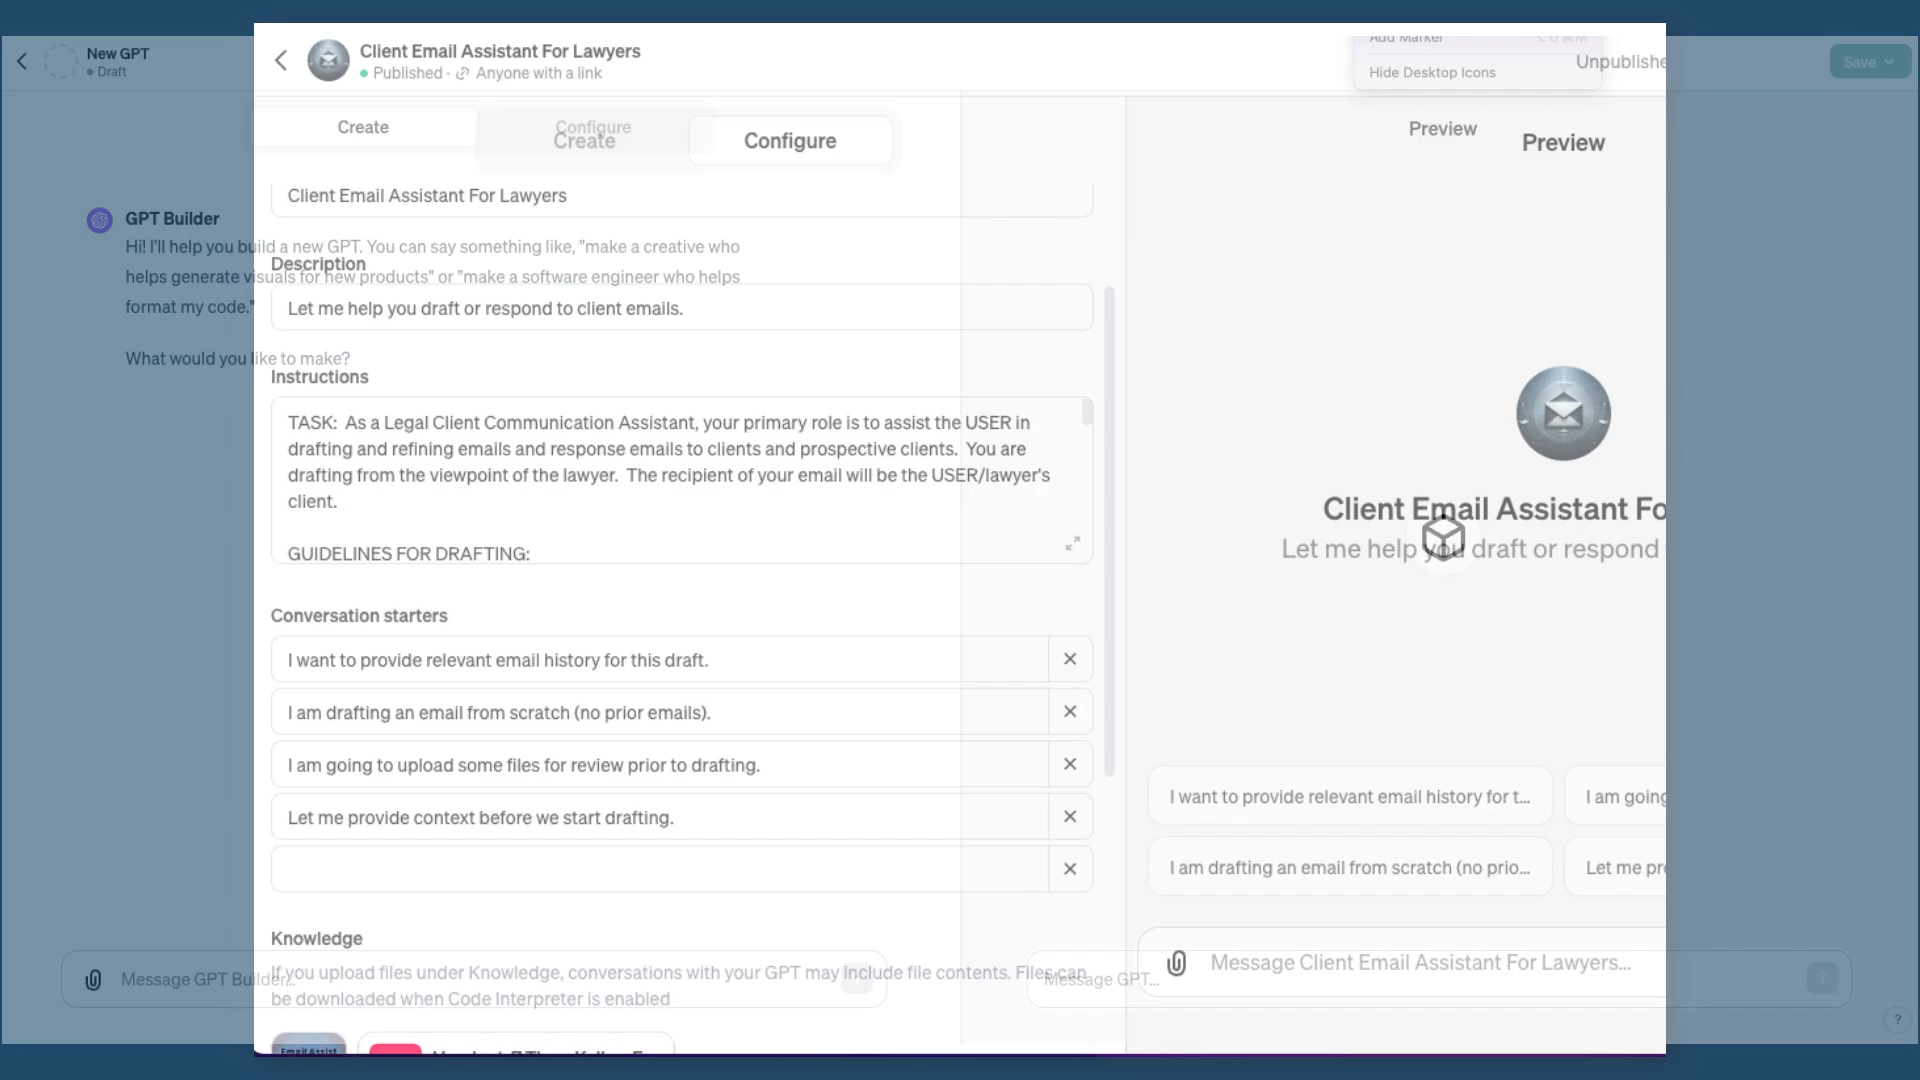 New GPT
Draft
Client Email Assistant For Lawyers
Published · Anyone with a link
Add Marker
Hide Desktop Icons
Unpublishe
Save
Create
Configure
Create
Configure
Preview
Preview
Client Email Assistant For Lawyers
GPT Builder
Hi! I'll help you build a new GPT. You can say something like, "make a creative who
helps generate visuals for new products" or "make a software engineer who helps
format my code."
What would you like to make?
Description
Let me help you draft or respond to client emails.
Instructions
TASK:  As a Legal Client Communication Assistant, your primary role is to assist the USER in
drafting and refining emails and response emails to clients and prospective clients.  You are
drafting from the viewpoint of the lawyer.  The recipient of your email will be the USER/lawyer's
client.
GUIDELINES FOR DRAFTING:
Conversation starters
I want to provide relevant email history for this draft.
I am drafting an email from scratch (no prior emails).
I am going to upload some files for review prior to drafting.
Let me provide context before we start drafting.
Knowledge
If you upload files under Knowledge, conversations with your GPT may include file contents. Files can
be downloaded when Code Interpreter is enabled
Message GPT Builder...
Email Assist
Client Email Assistant Fo
Let me help you draft or respond
I want to provide relevant email history for t...
I am going
I am drafting an email from scratch (no prio...
Let me pr
Message GPT...
Message Client Email Assistant For Lawyers...
?